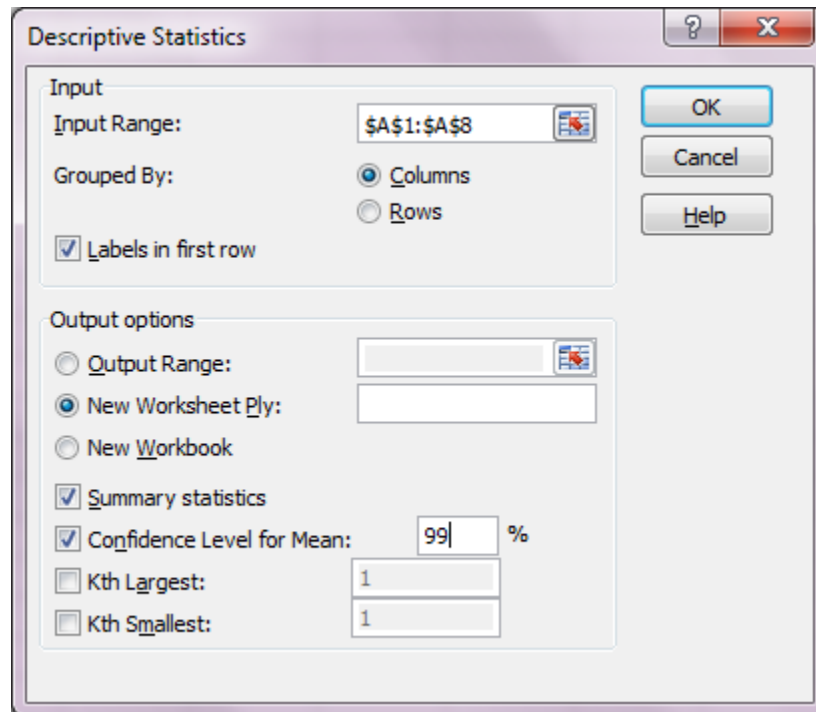 Descriptive Statistics
Input
Input Range: $A$1:$A$8
Grouped By: Columns
Rows
Labels in first row
OK
Cancel
Help
Output options
Output Range:
New Worksheet Ply:
New Workbook
Summary statistics
Confidence Level for Mean: 99 %
Kth Largest: 1
Kth Smallest: 1